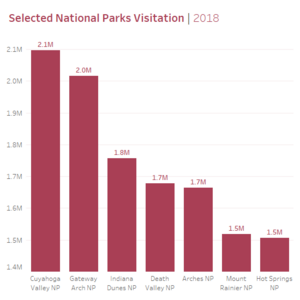 Selected National Parks Visitation | 2018
2.1M
2.1M
2.0M
2.0M
1.9M
1.8M
1.8M
1.7M
1.7M
1.7M
1.6M
1.5M
1.5M
1.5M
1.4M
Cuyahoga Gateway Indiana Death Arches NP Mount Hot Springs
Valley NP Arch NP Dunes NP Valley NP Rainier NP NP